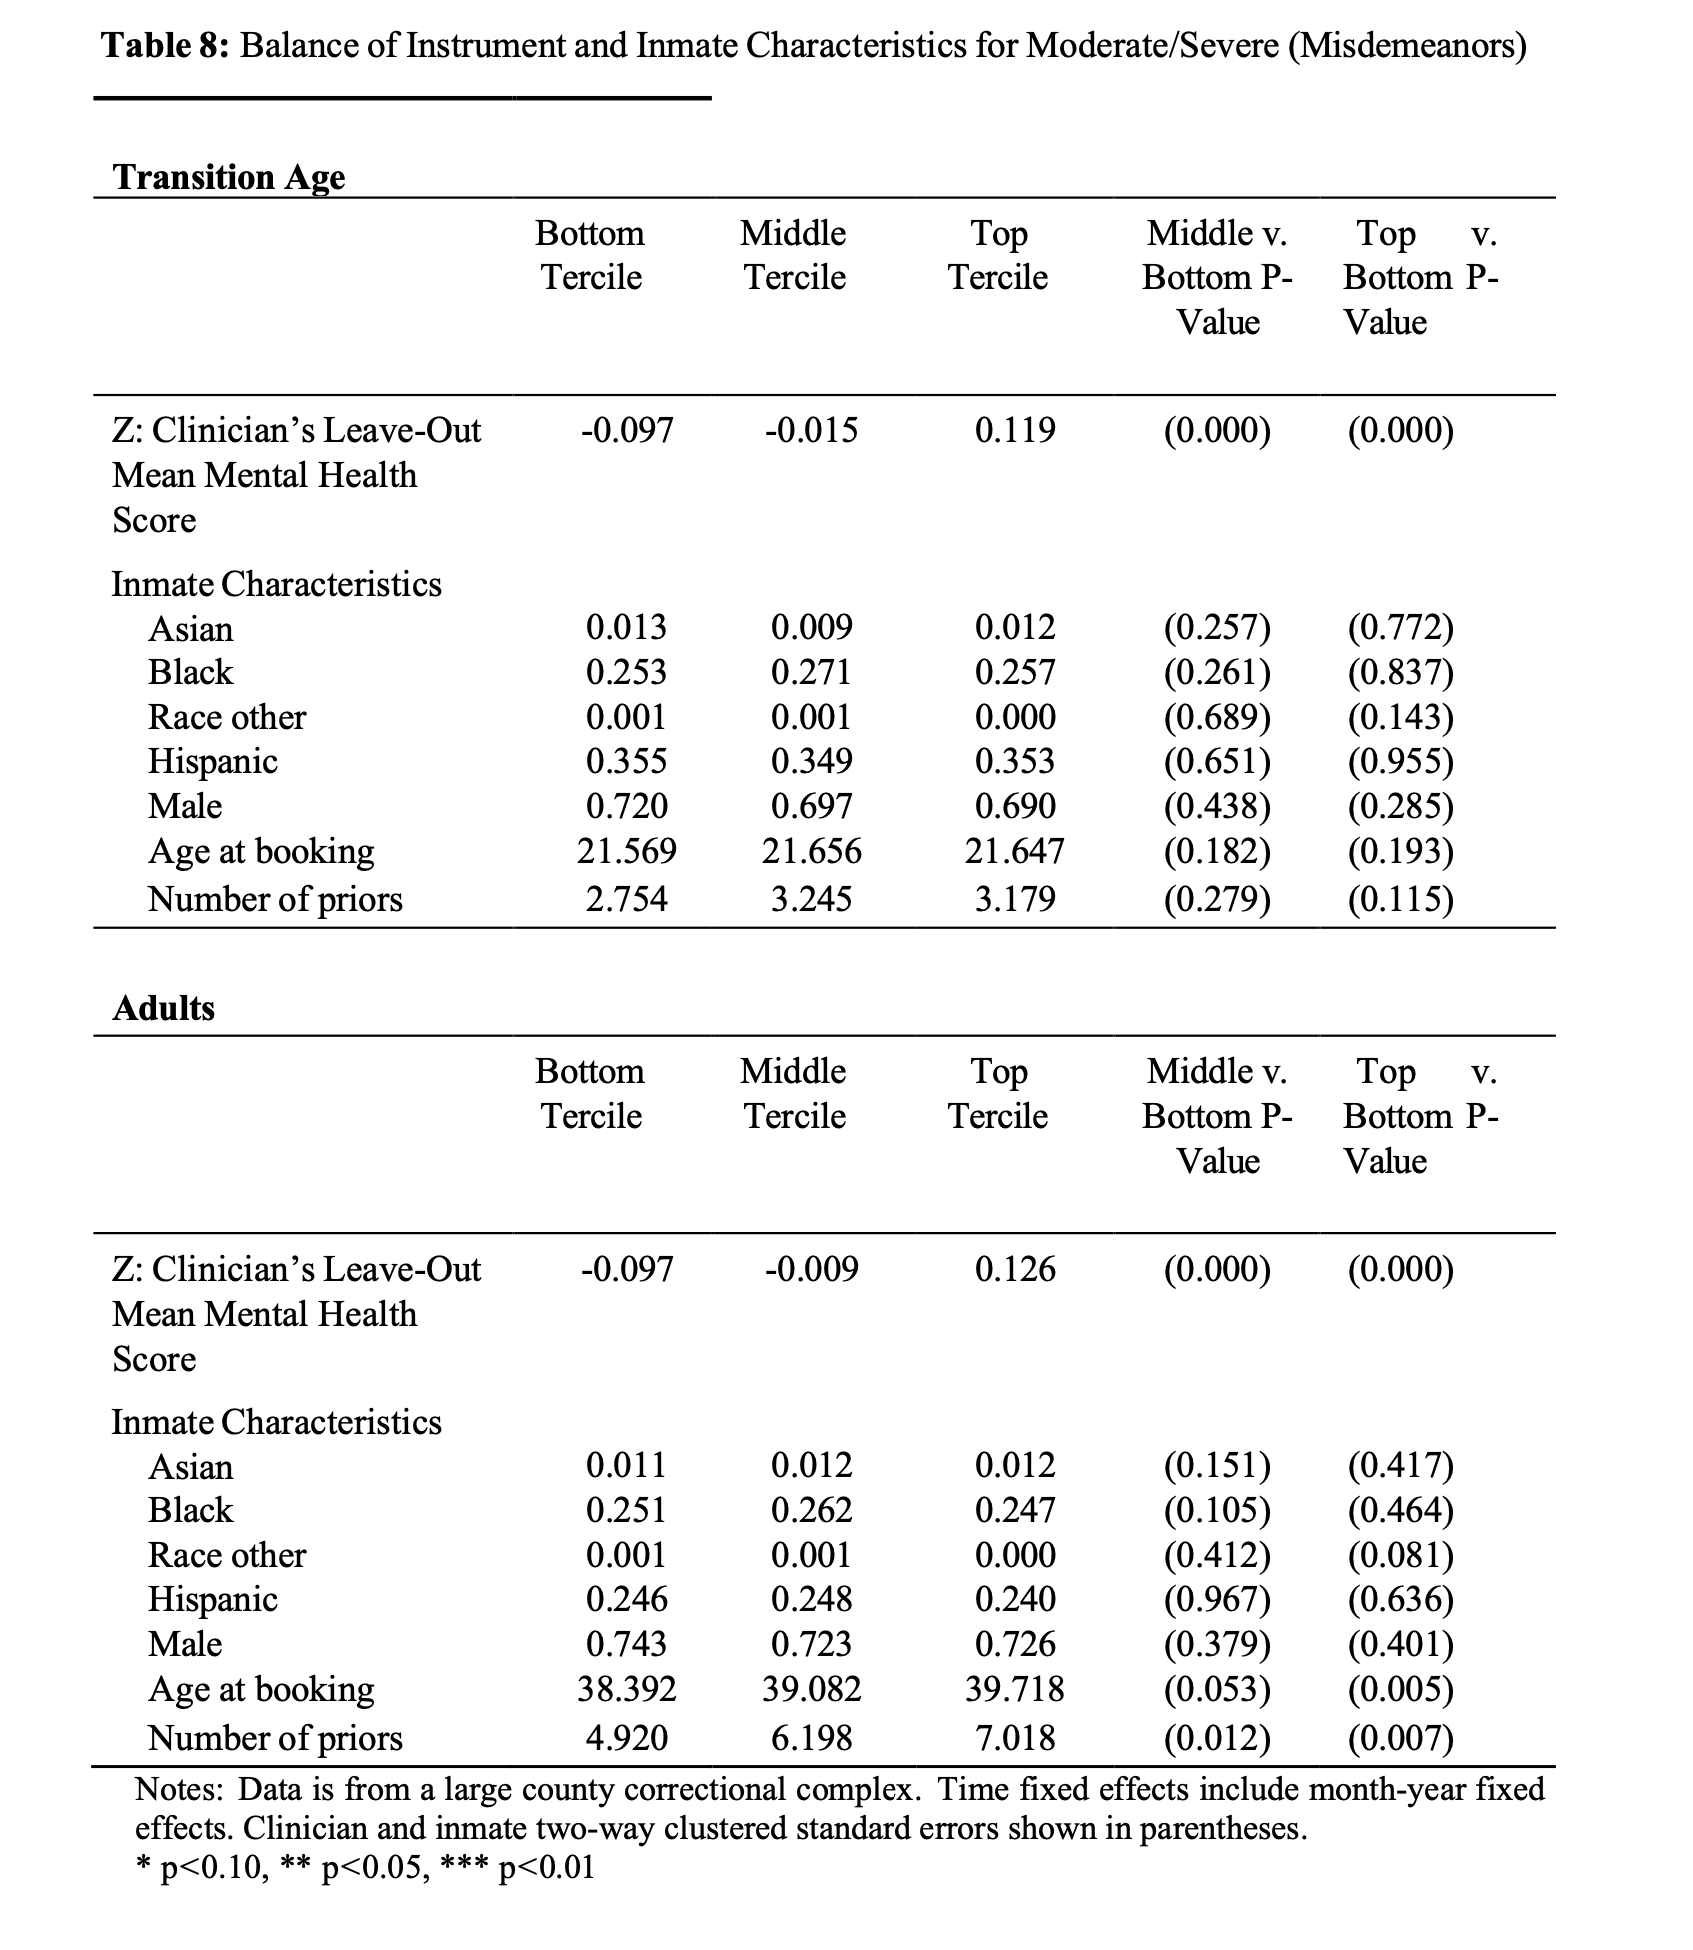 Table 8: Balance of Instrument and Inmate Characteristics for Moderate/Severe (Misdemeanors)
Transition Age
Bottom Tercile Middle Tercile Top Tercile Middle v. Bottom P-Value Top v. Bottom P-Value
Z: Clinician’s Leave-Out -0.097 -0.015 0.119 (0.000) (0.000)
Mean Mental Health
Score
Inmate Characteristics
Asian 0.013 0.009 0.012 (0.257) (0.772)
Black 0.253 0.271 0.257 (0.261) (0.837)
Race other 0.001 0.001 0.000 (0.689) (0.143)
Hispanic 0.355 0.349 0.353 (0.651) (0.955)
Male 0.720 0.697 0.690 (0.438) (0.285)
Age at booking 21.569 21.656 21.647 (0.182) (0.193)
Number of priors 2.754 3.245 3.179 (0.279) (0.115)
Adults
Bottom Tercile Middle Tercile Top Tercile Middle v. Bottom P-Value Top v. Bottom P-Value
Z: Clinician’s Leave-Out -0.097 -0.009 0.126 (0.000) (0.000)
Mean Mental Health
Score
Inmate Characteristics
Asian 0.011 0.012 0.012 (0.151) (0.417)
Black 0.251 0.262 0.247 (0.105) (0.464)
Race other 0.001 0.001 0.000 (0.412) (0.081)
Hispanic 0.246 0.248 0.240 (0.967) (0.636)
Male 0.743 0.723 0.726 (0.379) (0.401)
Age at booking 38.392 39.082 39.718 (0.053) (0.005)
Number of priors 4.920 6.198 7.018 (0.012) (0.007)
Notes: Data is from a large county correctional complex. Time fixed effects include month-year fixed
effects. Clinician and inmate two-way clustered standard errors shown in parentheses.
* p<0.10, ** p<0.05, *** p<0.01